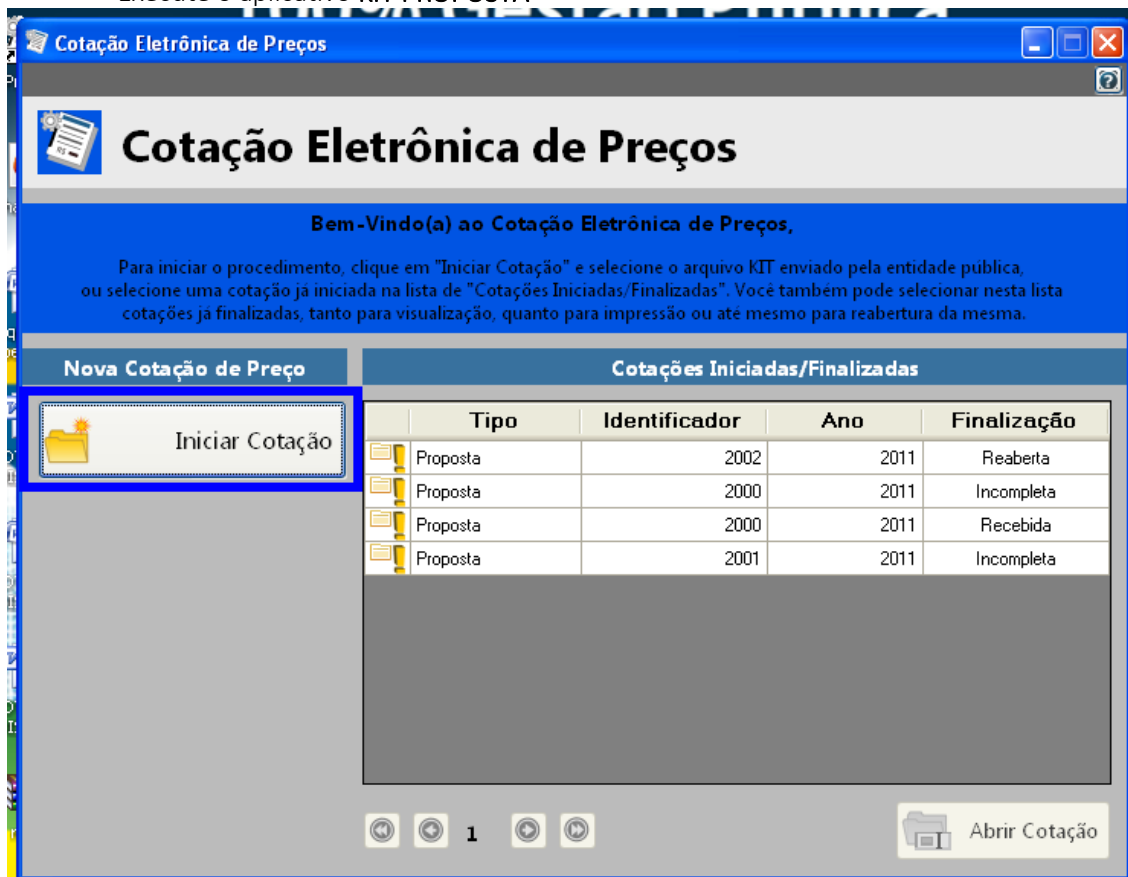 Execute o aplicativo KIT PROPOSTA
Cotação Eletrônica de Preços
Cotação Eletrônica de Preços
Bem-Vindo(a) ao Cotação Eletrônica de Preços,
Para iniciar o procedimento, clique em "Iniciar Cotação" e selecione o arquivo KIT enviado pela entidade pública,
ou selecione uma cotação já iniciada na lista de "Cotações Iniciadas/Finalizadas". Você também pode selecionar nesta lista
cotações já finalizadas, tanto para visualização, quanto para impressão ou até mesmo para reabertura da mesma.
Nova Cotação de Preço
Cotações Iniciadas/Finalizadas
Iniciar Cotação
Tipo Identificador Ano Finalização
Proposta 2002 2011 Reaberta
Proposta 2000 2011 Incompleta
Proposta 2000 2011 Recebida
Proposta 2001 2011 Incompleta
1
Abrir Cotação